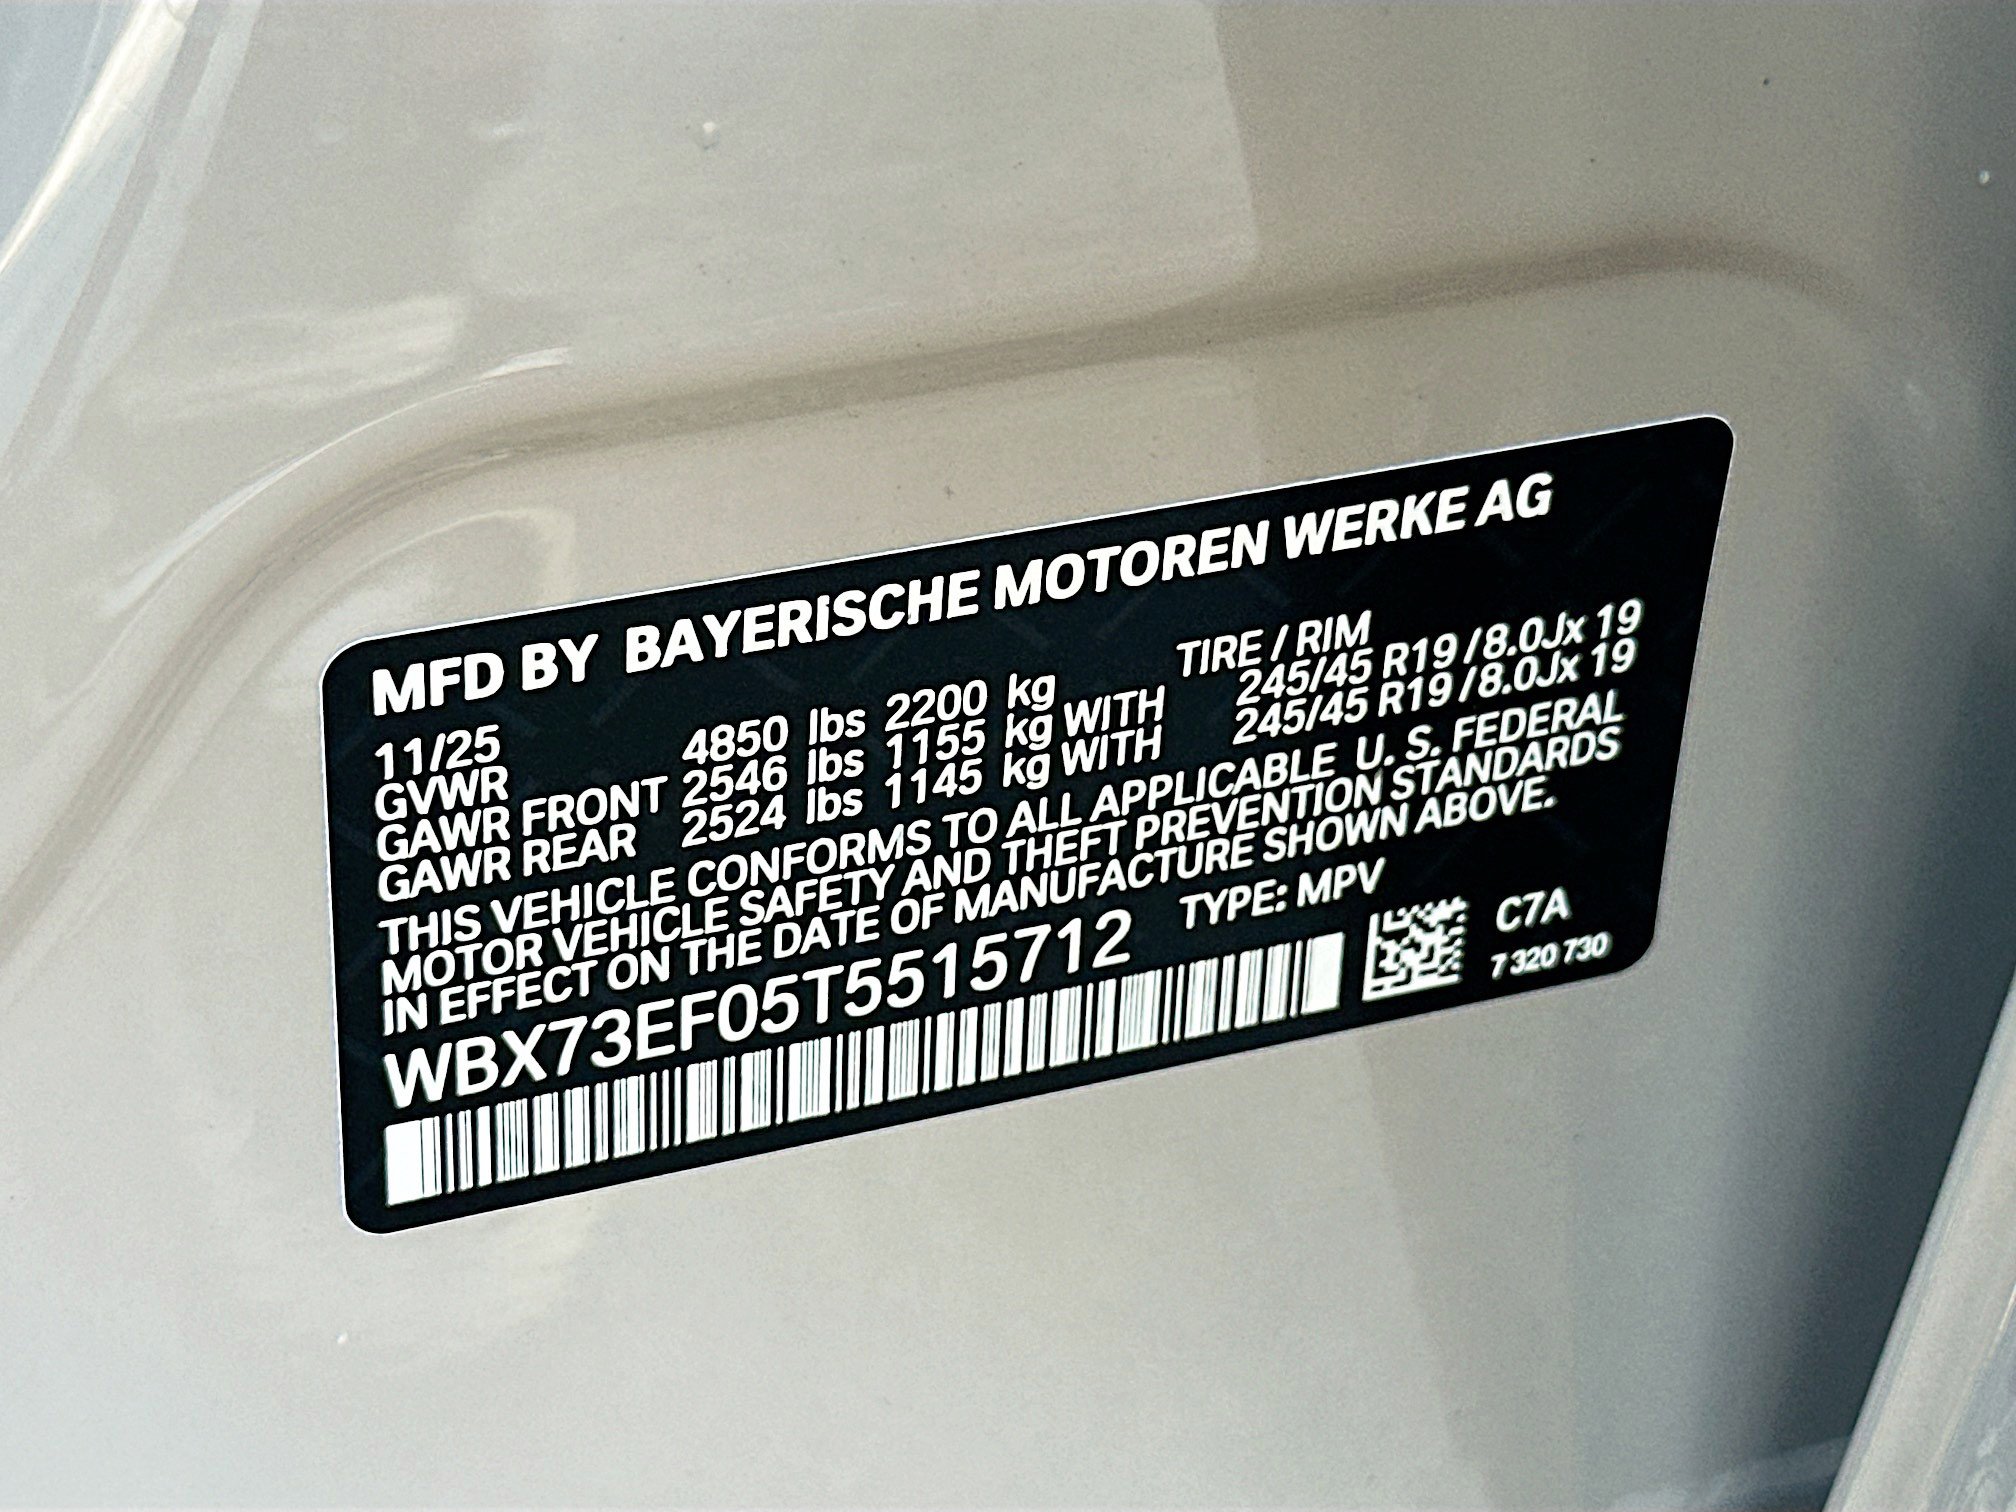 MFD BY BAYERISCHE MOTOREN WERKE AG
11/25 TIRE / RIM
GVWR 4850 lbs 2200 kg
GAWR FRONT 2546 lbs 1155 kg WITH 245/45 R19 / 8.0Jx 19
GAWR REAR 2524 lbs 1145 kg WITH 245/45 R19 / 8.0Jx 19
THIS VEHICLE CONFORMS TO ALL APPLICABLE U. S. FEDERAL
MOTOR VEHICLE SAFETY AND THEFT PREVENTION STANDARDS
IN EFFECT ON THE DATE OF MANUFACTURE SHOWN ABOVE.
WBX73EF05T5515712 TYPE: MPV
C7A
7 320 730